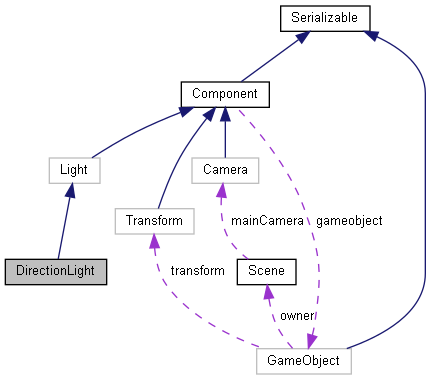 Serializable
Component
Light
Camera
Transform
mainCamera
gameobject
DirectionLight
transform
Scene
owner
GameObject